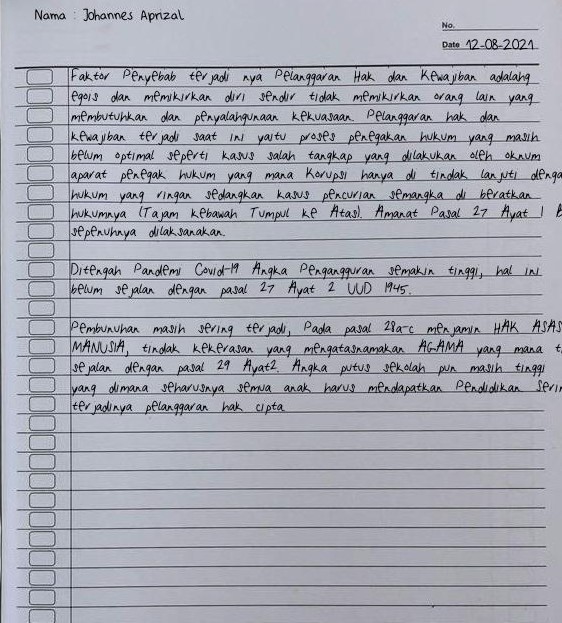 Nama : Johannes Aprizal
No.
Date 12-08-2021
Faktor Penyebab terjadi nya Pelanggaran Hak dan Kewajiban adalahg
egois dan memikirkan diri sendir tidak memikirkan orang lain yang
membutuhkan dan penyalahgunaan kekuasaan. Pelanggaran hak dan
kewajiban terjadi saat ini yaitu proses penegakan hukum yang masih
belum optimal seperti kasus salah tangkap yang dilakukan oleh oknum
aparat penegak hukum yang mana Korupsi hanya di tindak lanjuti denga
hukum yang ringan sedangkan kasus pencurian semangka di beratkan
hukumnya (Tajam Kebawah Tumpul ke Atas). Amanat Pasal 27 Ayat 1 B
sepenuhnya dilaksanakan.
Ditengah Pandemi Covid-19 Angka Pengangguran semakin tinggi, hal ini
belum sejalan dengan pasal 27 Ayat 2 UUD 1945.
Pembunuhan masih sering terjadi, Pada pasal 28a-c menjamin HAK ASAS
MANUSIA, tindak kekerasan yang mengatasnamakan AGAMA yang mana t
sejalan dengan pasal 29 Ayat2. Angka putus sekolah pun masih tinggi
yang dimana seharusnya semua anak harus mendapatkan Pendidikan Serin
terjadinya pelanggaran hak cipta